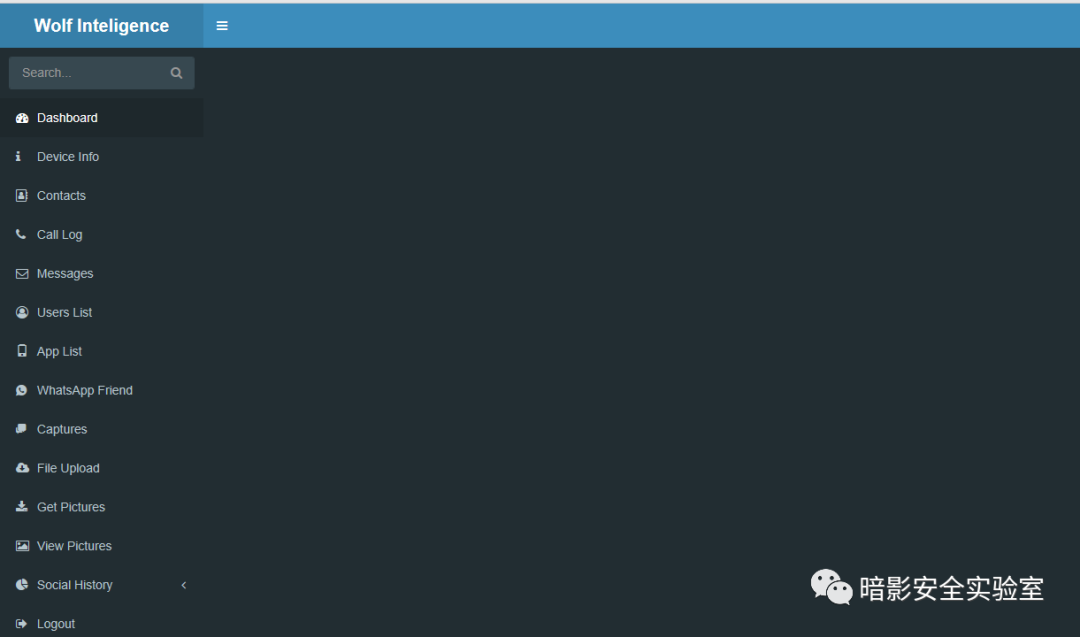 Wolf Inteligence
Search...
Dashboard
Device Info
Contacts
Call Log
Messages
Users List
App List
WhatsApp Friend
Captures
File Upload
Get Pictures
View Pictures
Social History
Logout
暗影安全实验室